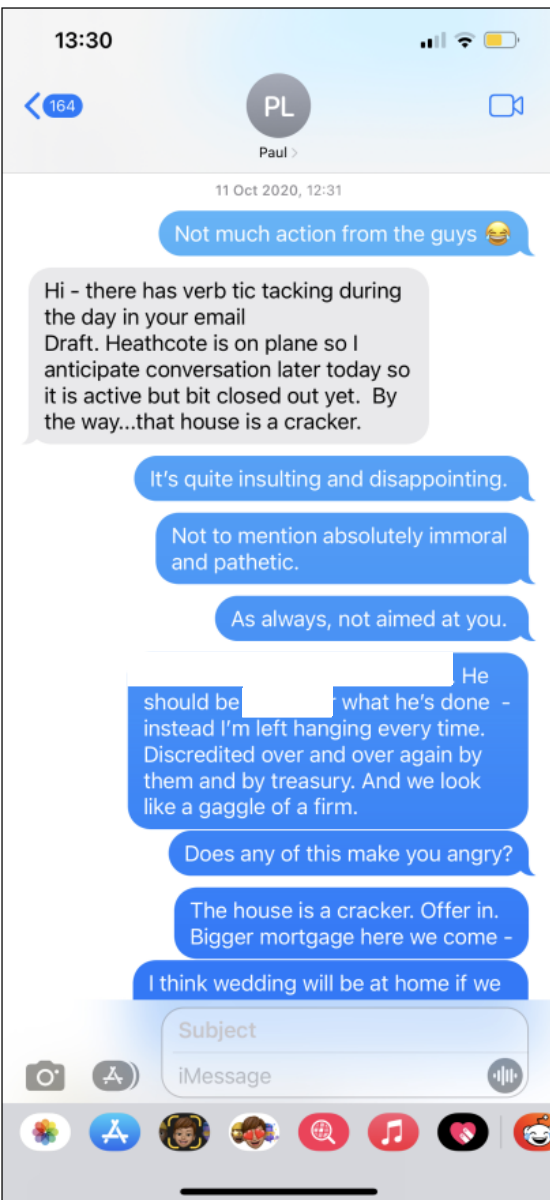 13:30
164
PL
Paul
11 Oct 2020, 12:31
Not much action from the guys 😂
Hi - there has verb tic tacking during
the day in your email
Draft. Heathcote is on plane so I
anticipate conversation later today so
it is active but bit closed out yet.  By
the way...that house is a cracker.
It's quite insulting and disappointing.
Not to mention absolutely immoral
and pathetic.
As always, not aimed at you.
He
should be what he's done -
instead I'm left hanging every time.
Discredited over and over again by
them and by treasury. And we look
like a gaggle of a firm.
Does any of this make you angry?
The house is a cracker. Offer in.
Bigger mortgage here we come -
I think wedding will be at home if we
Subject
iMessage